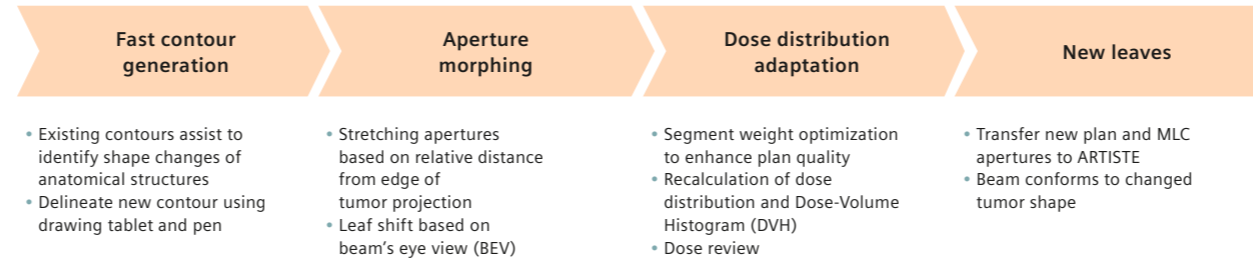 Fast contour
generation
Aperture
morphing
Dose distribution
adaptation
New leaves
• Existing contours assist to
identify shape changes of
anatomical structures
• Delineate new contour using
drawing tablet and pen
• Stretching apertures
based on relative distance
from edge of
tumor projection
• Leaf shift based on
beam's eye view (BEV)
• Segment weight optimization
to enhance plan quality
• Recalculation of dose
distribution and Dose-Volume
Histogram (DVH)
• Dose review
• Transfer new plan and MLC
apertures to ARTISTE
• Beam conforms to changed
tumor shape